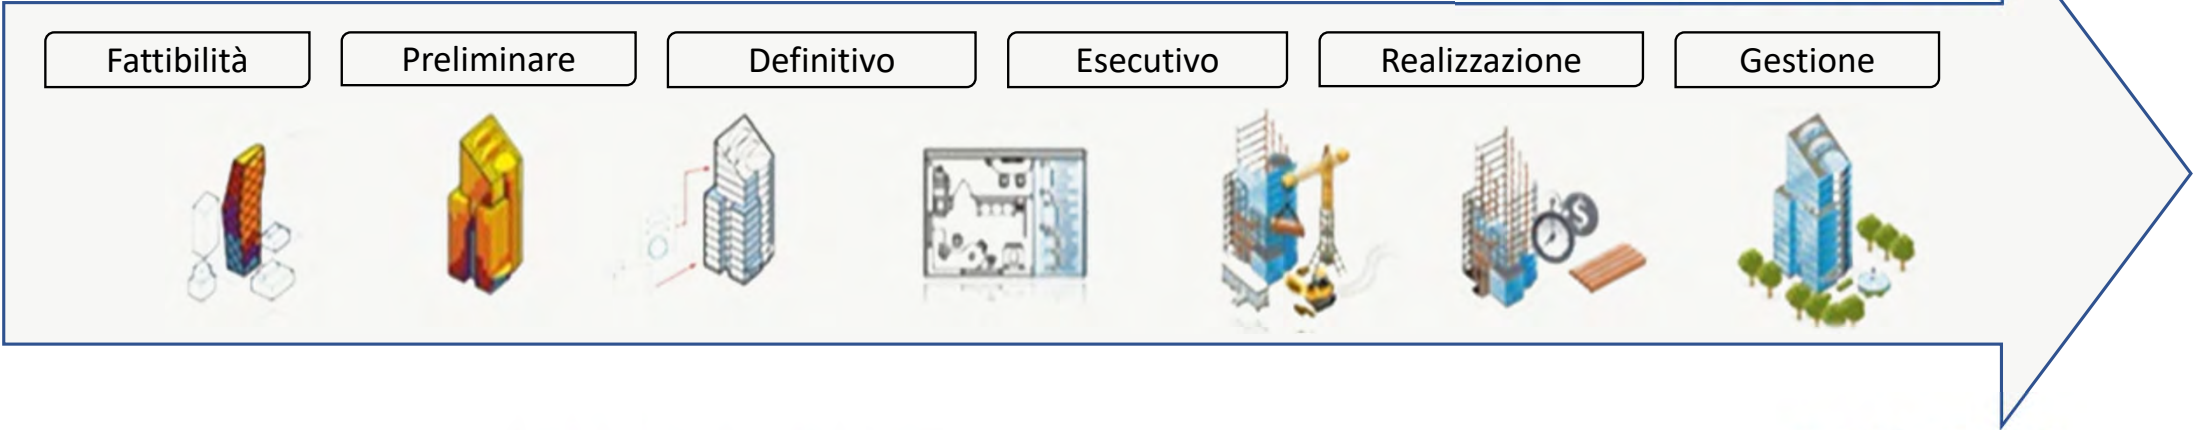 Fattibilità
Preliminare
Definitivo
Esecutivo
Realizzazione
Gestione